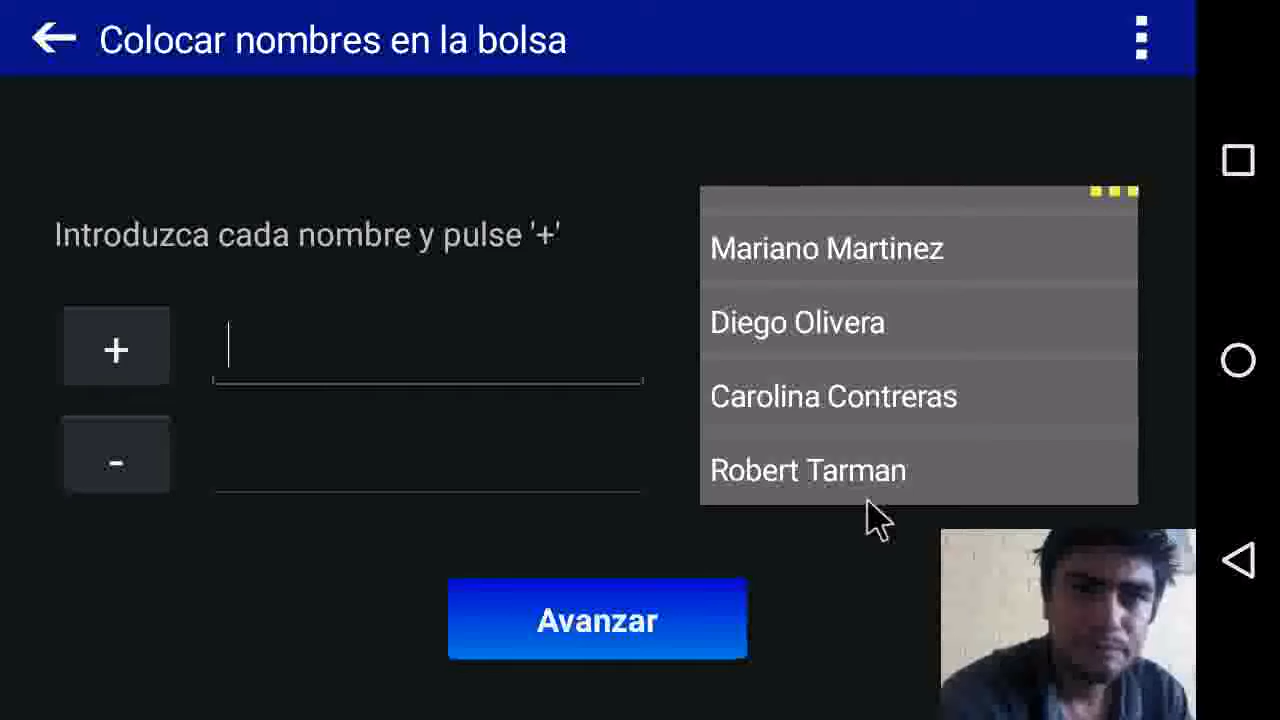 Colocar nombres en la bolsa
Introduzca cada nombre y pulse '+'
+
-
Mariano Martinez
Diego Olivera
Carolina Contreras
Robert Tarman
Avanzar